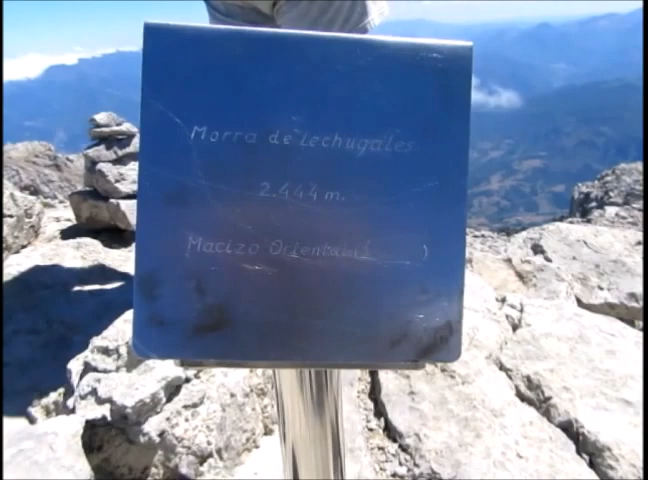 Morra de Lechugales
2.444 m.
Macizo Oriental ( )